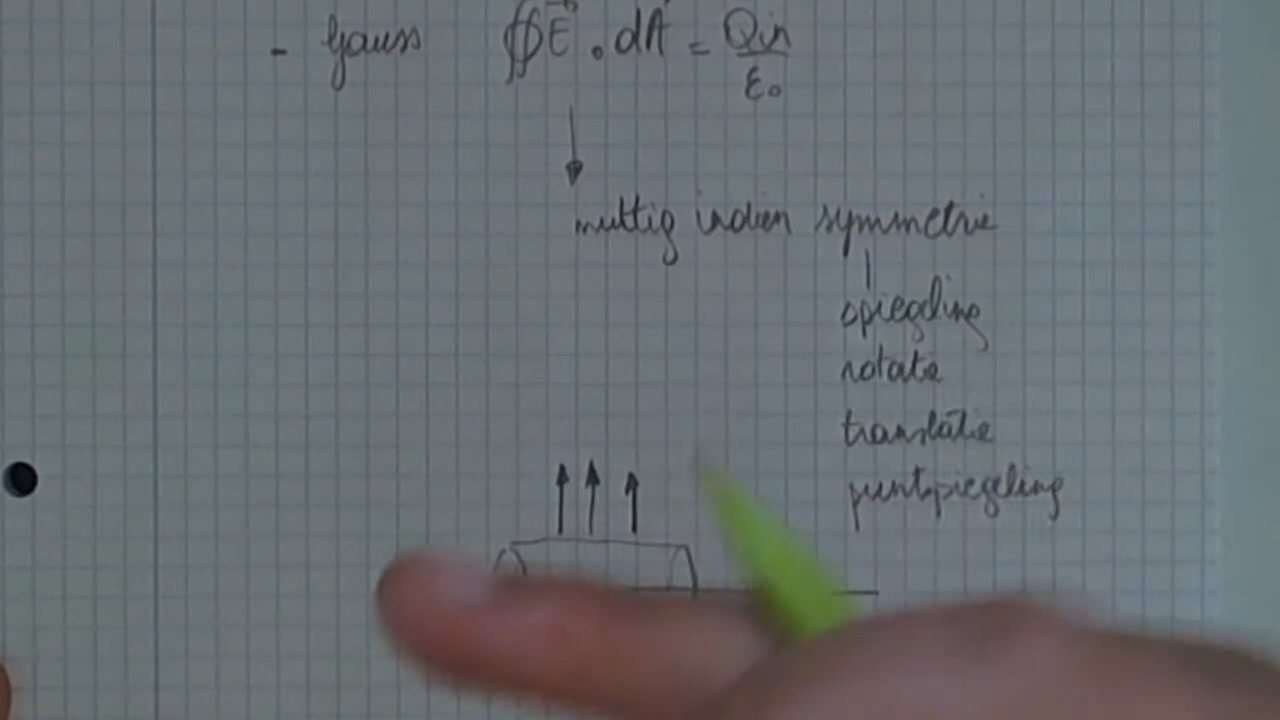 - Gauss ∯E⃗ . dA⃗ = Qin/ε₀
nuttig indien symmetrie
spiegeling
rotatie
translatie
puntspiegeling